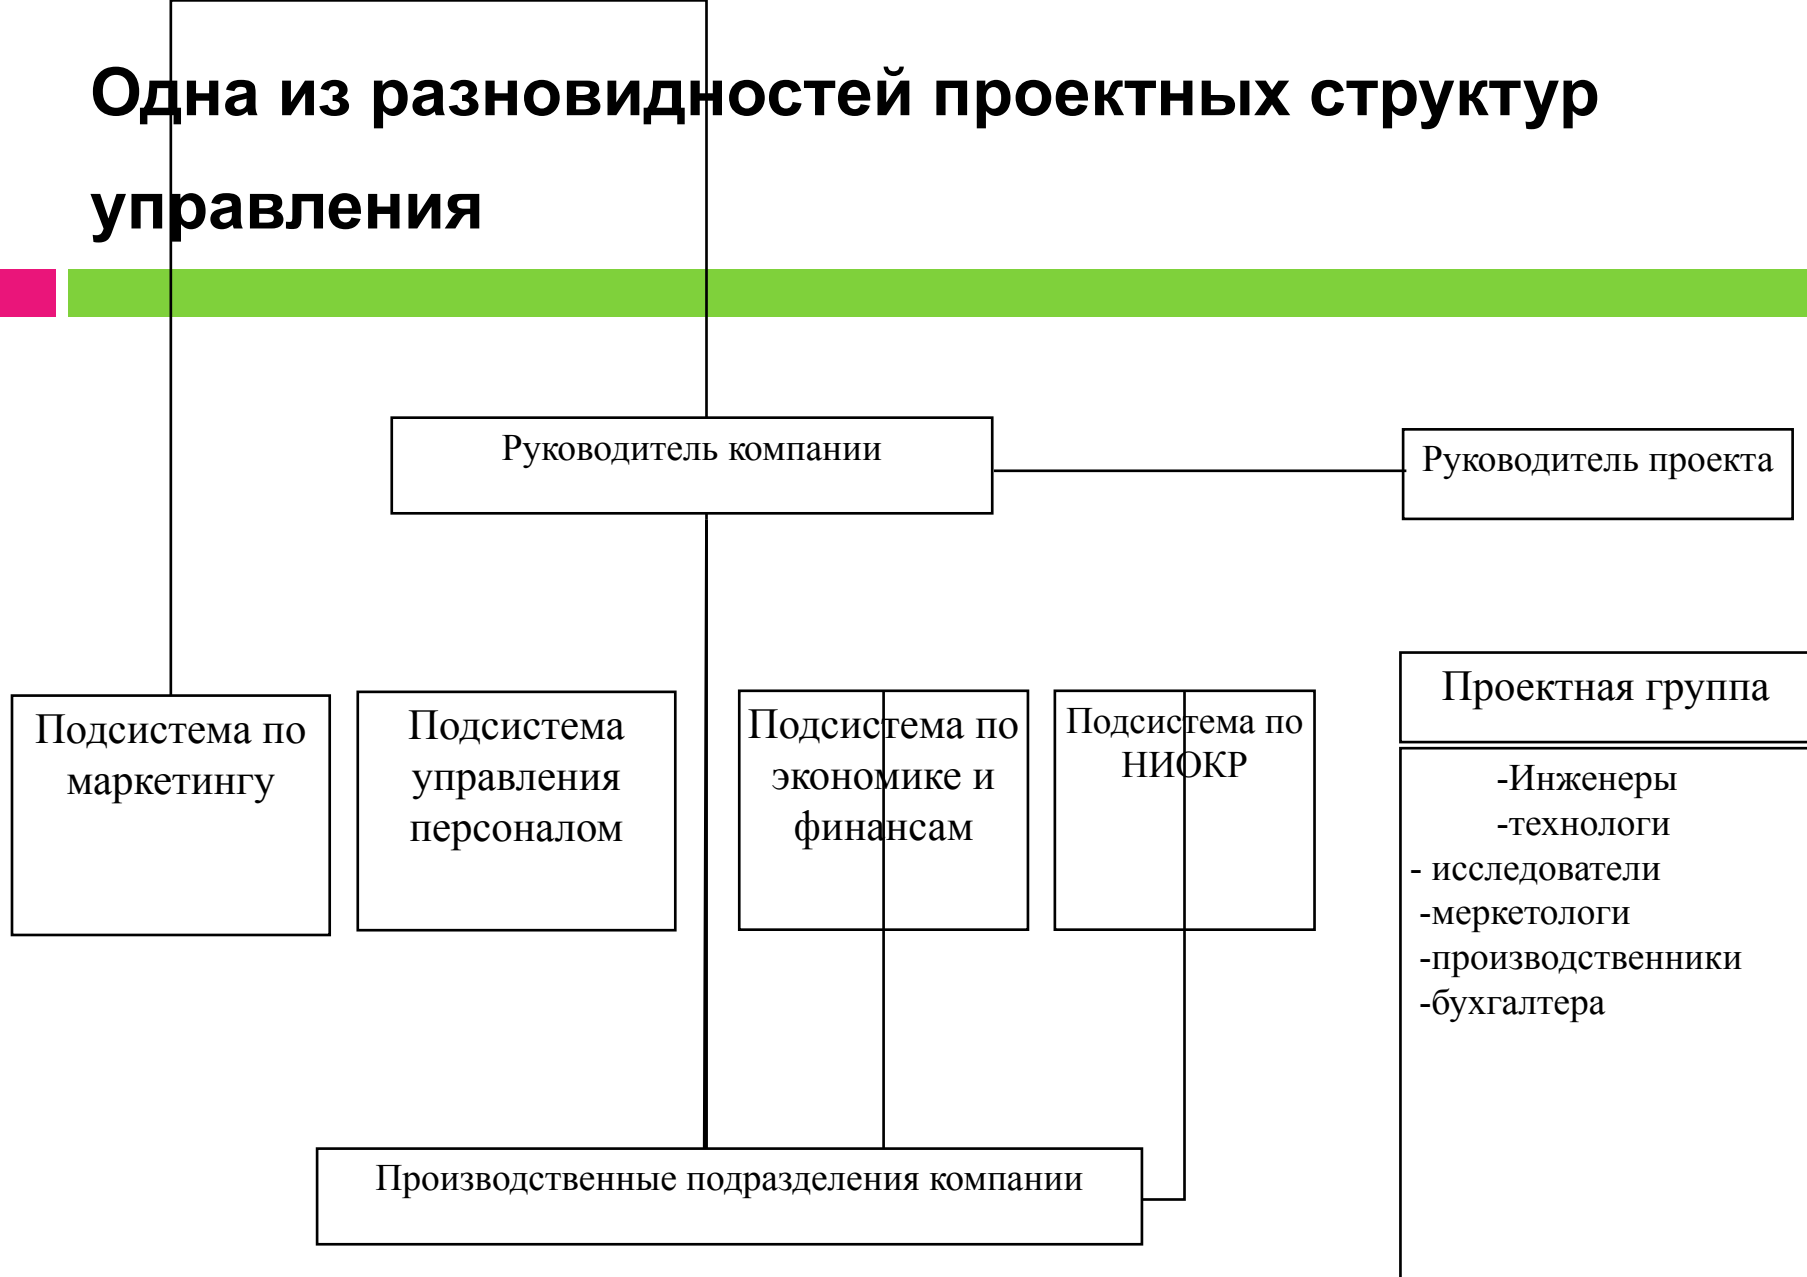 Одна из разновидностей проектных структур
управления
Руководитель компании
Руководитель проекта
Подсистема по
маркетингу
Подсистема
управления
персоналом
Подсистема по
экономике и
финансам
Подсистема по
НИОКР
Проектная группа
-Инженеры
-технологи
- исследователи
-меркетологи
-производственники
-бухгалтера
Производственные подразделения компании